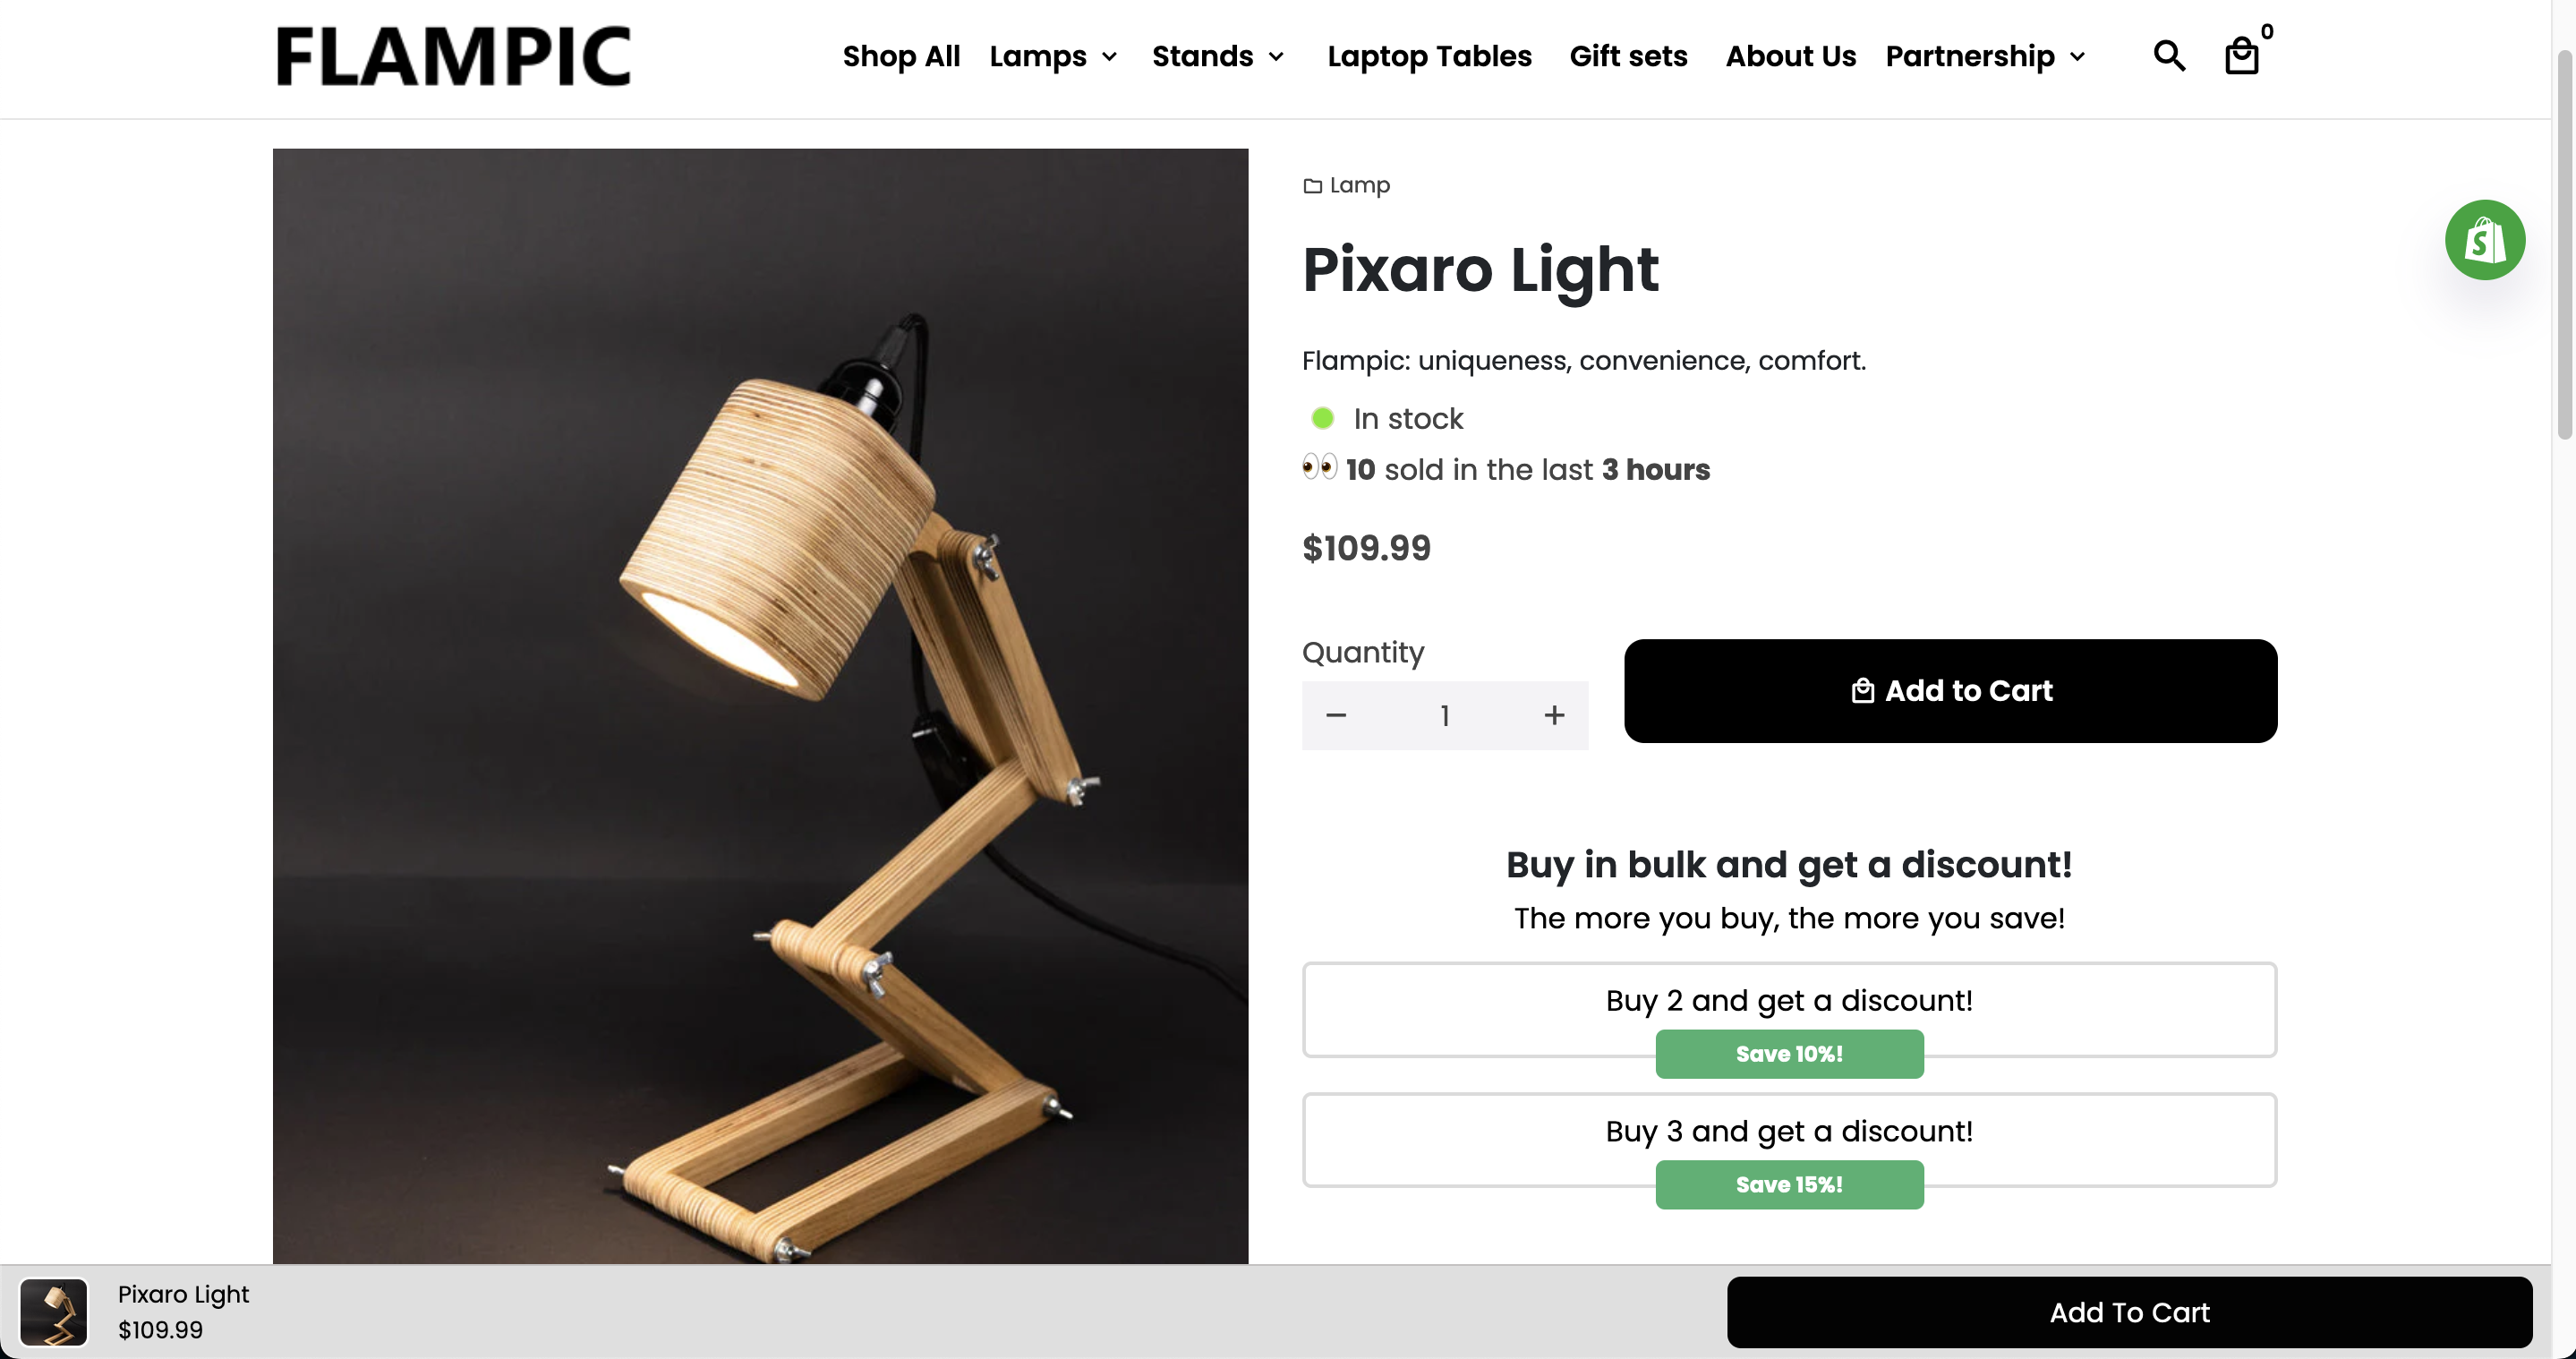 FLAMPIC
Shop All Lamps Stands Laptop Tables Gift sets About Us Partnership 0
Lamp
Pixaro Light
Flampic: uniqueness, convenience, comfort.
In stock
👀 10 sold in the last 3 hours
$109.99
Quantity
− 1 +
Add to Cart
Buy in bulk and get a discount!
The more you buy, the more you save!
Buy 2 and get a discount!
Save 10%!
Buy 3 and get a discount!
Save 15%!
Pixaro Light
$109.99
Add To Cart